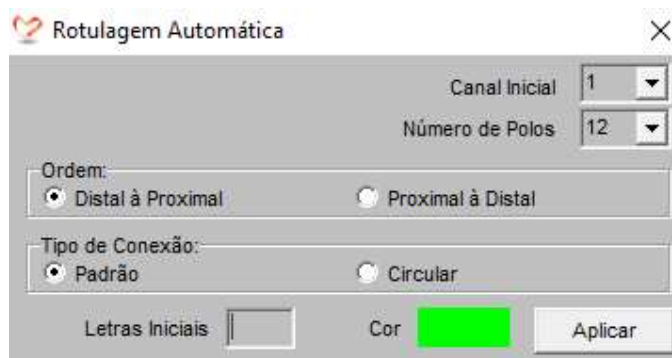 Rotulagem Automática
Canal Inicial 1
Número de Polos 12
Ordem:
Distal à Proximal Proximal à Distal
Tipo de Conexão:
Padrão Circular
Letras Iniciais Cor Aplicar